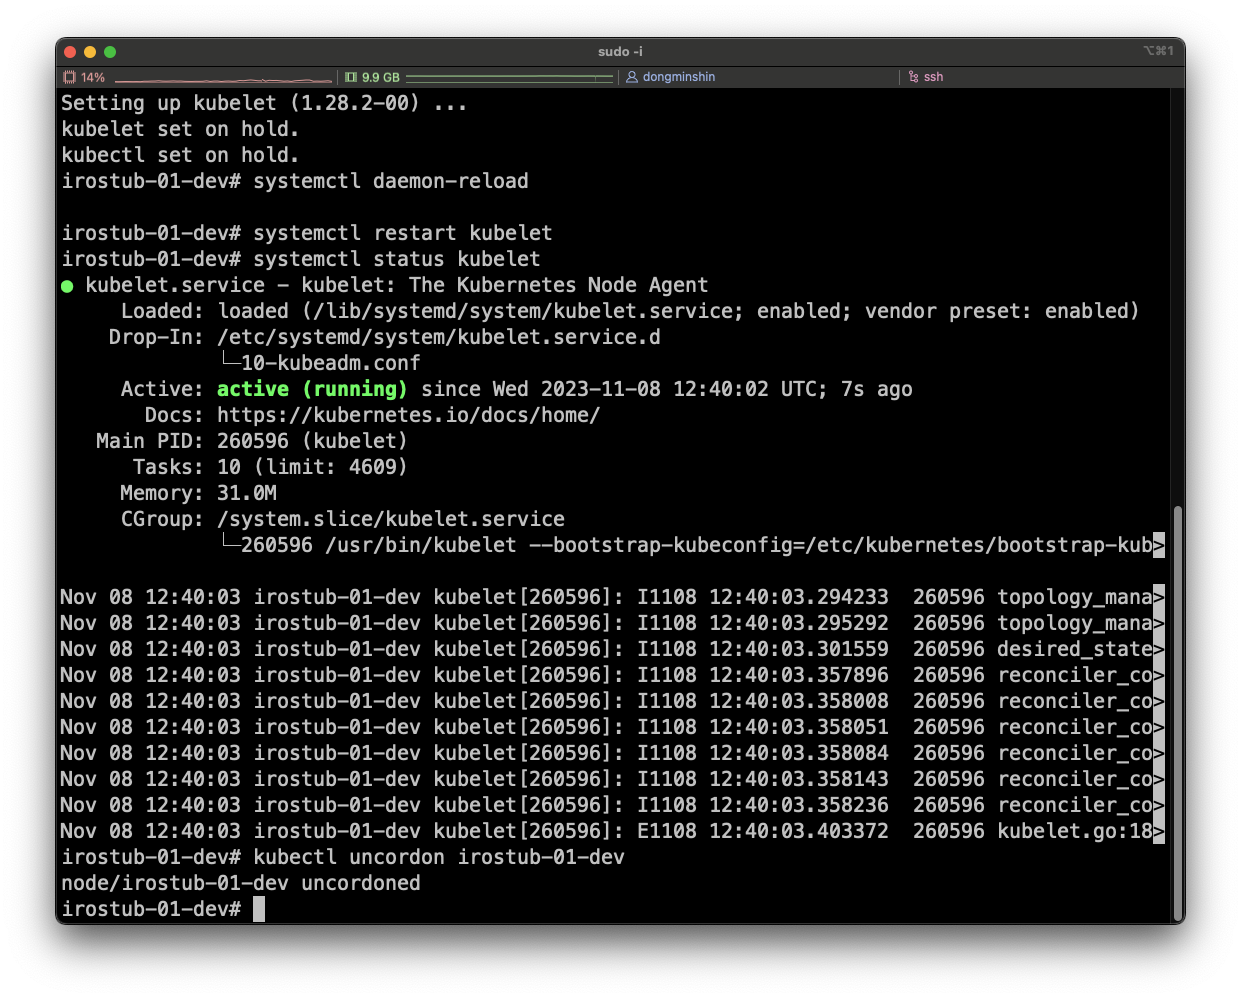 sudo -i
⌥⌘1
14%
9.9 GB
dongminshin
ssh
Setting up kubelet (1.28.2-00) ...
kubelet set on hold.
kubectl set on hold.
irostub-01-dev# systemctl daemon-reload
irostub-01-dev# systemctl restart kubelet
irostub-01-dev# systemctl status kubelet
● kubelet.service - kubelet: The Kubernetes Node Agent
Loaded: loaded (/lib/systemd/system/kubelet.service; enabled; vendor preset: enabled)
Drop-In: /etc/systemd/system/kubelet.service.d
└─10-kubeadm.conf
Active: active (running) since Wed 2023-11-08 12:40:02 UTC; 7s ago
Docs: https://kubernetes.io/docs/home/
Main PID: 260596 (kubelet)
Tasks: 10 (limit: 4609)
Memory: 31.0M
CGroup: /system.slice/kubelet.service
└─260596 /usr/bin/kubelet --bootstrap-kubeconfig=/etc/kubernetes/bootstrap-kub>
Nov 08 12:40:03 irostub-01-dev kubelet[260596]: I1108 12:40:03.294233 260596 topology_mana>
Nov 08 12:40:03 irostub-01-dev kubelet[260596]: I1108 12:40:03.295292 260596 topology_mana>
Nov 08 12:40:03 irostub-01-dev kubelet[260596]: I1108 12:40:03.301559 260596 desired_state>
Nov 08 12:40:03 irostub-01-dev kubelet[260596]: I1108 12:40:03.357896 260596 reconciler_co>
Nov 08 12:40:03 irostub-01-dev kubelet[260596]: I1108 12:40:03.358008 260596 reconciler_co>
Nov 08 12:40:03 irostub-01-dev kubelet[260596]: I1108 12:40:03.358051 260596 reconciler_co>
Nov 08 12:40:03 irostub-01-dev kubelet[260596]: I1108 12:40:03.358084 260596 reconciler_co>
Nov 08 12:40:03 irostub-01-dev kubelet[260596]: I1108 12:40:03.358143 260596 reconciler_co>
Nov 08 12:40:03 irostub-01-dev kubelet[260596]: I1108 12:40:03.358236 260596 reconciler_co>
Nov 08 12:40:03 irostub-01-dev kubelet[260596]: E1108 12:40:03.403372 260596 kubelet.go:18>
irostub-01-dev# kubectl uncordon irostub-01-dev
node/irostub-01-dev uncordoned
irostub-01-dev#